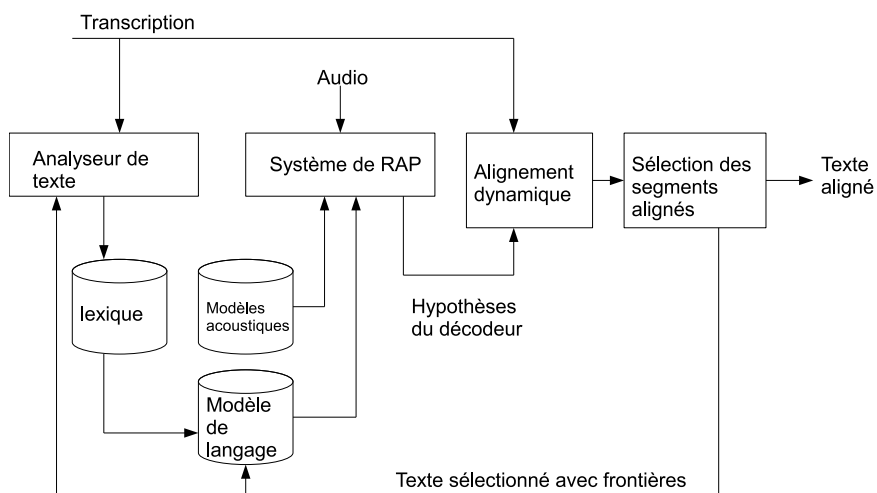 Transcription
Audio
Analyseur de
texte
Système de RAP
Alignement
dynamique
Sélection des
segments
alignés
Texte
aligné
lexique
Modèles
acoustiques
Hypothèses
du décodeur
Modèle
de
langage
Texte sélectionné avec frontières